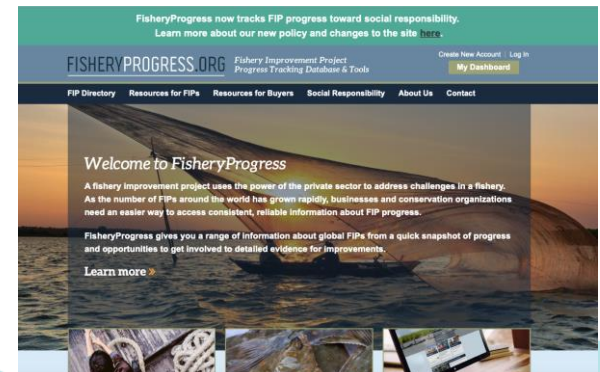 FisheryProgress now tracks FIP progress toward social responsibility.
Learn more about our new policy and changes to the site here.
Create New Account | Log In
FISHERYPROGRESS.ORG
Fishery Improvement Project
Progress Tracking Database & Tools
My Dashboard
FIP Directory Resources for FIPs Resources for Buyers Social Responsibility About Us Contact
Welcome to FisheryProgress
A fishery improvement project uses the power of the private sector to address challenges in a fishery.
As the number of FIPs around the world has grown rapidly, businesses and conservation organizations
need an easier way to access consistent, reliable information about FIP progress.
FisheryProgress gives you a range of information about global FIPs from a quick snapshot of progress
and opportunities to get involved to detailed evidence for improvements.
Learn more »